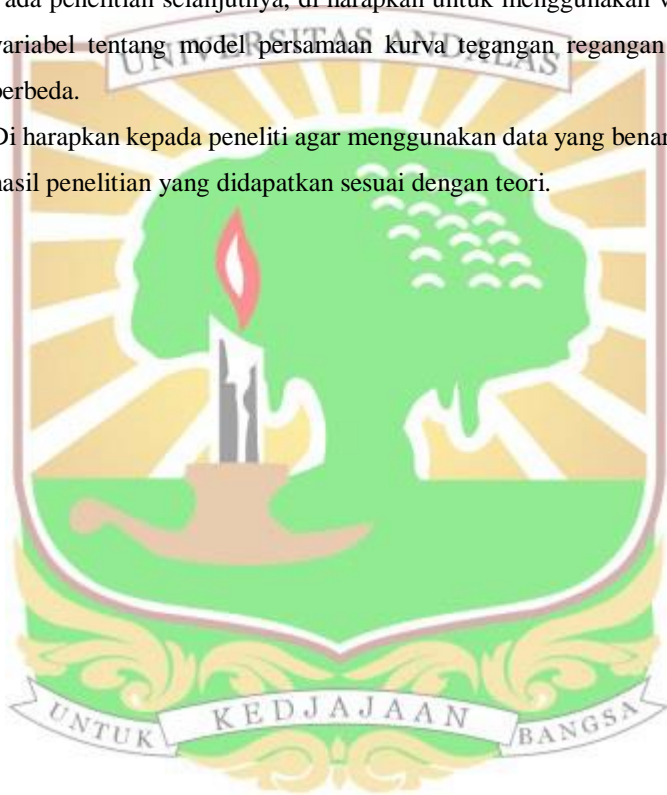 penelitian selanjutnya, di harapkan untuk menggunakan
variabel tentang model persamaan kurva tegangan regangan
UNIVERSITAS ANDALAS
berbeda.
Di harapkan kepada peneliti agar menggunakan data yang benar
hasil penelitian yang didapatkan sesuai dengan teori.
UNTUK KEDJAJAAN BANGSA